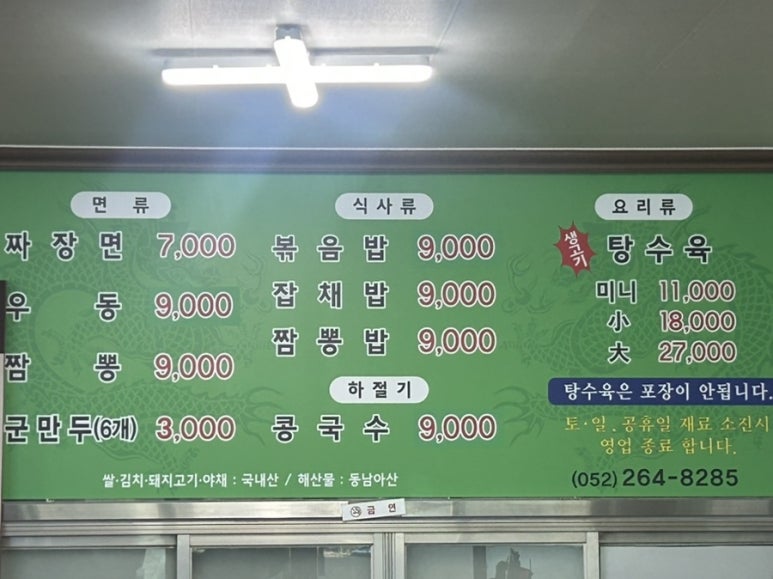 면 류
짜장면 7,000
우동 9,000
짬뽕 9,000
군만두(6개) 3,000
식사류
볶음밥 9,000
잡채밥 9,000
짬뽕밥 9,000
하절기
콩국수 9,000
요리류
생고기
탕수육
미니 11,000
小 18,000
大 27,000
탕수육은 포장이 안됩니다.
토·일. 공휴일 재료 소진시
영업 종료 합니다.
쌀·김치·돼지고기·야채 : 국내산 / 해산물 : 동남아산
(052) 264-8285
금 연